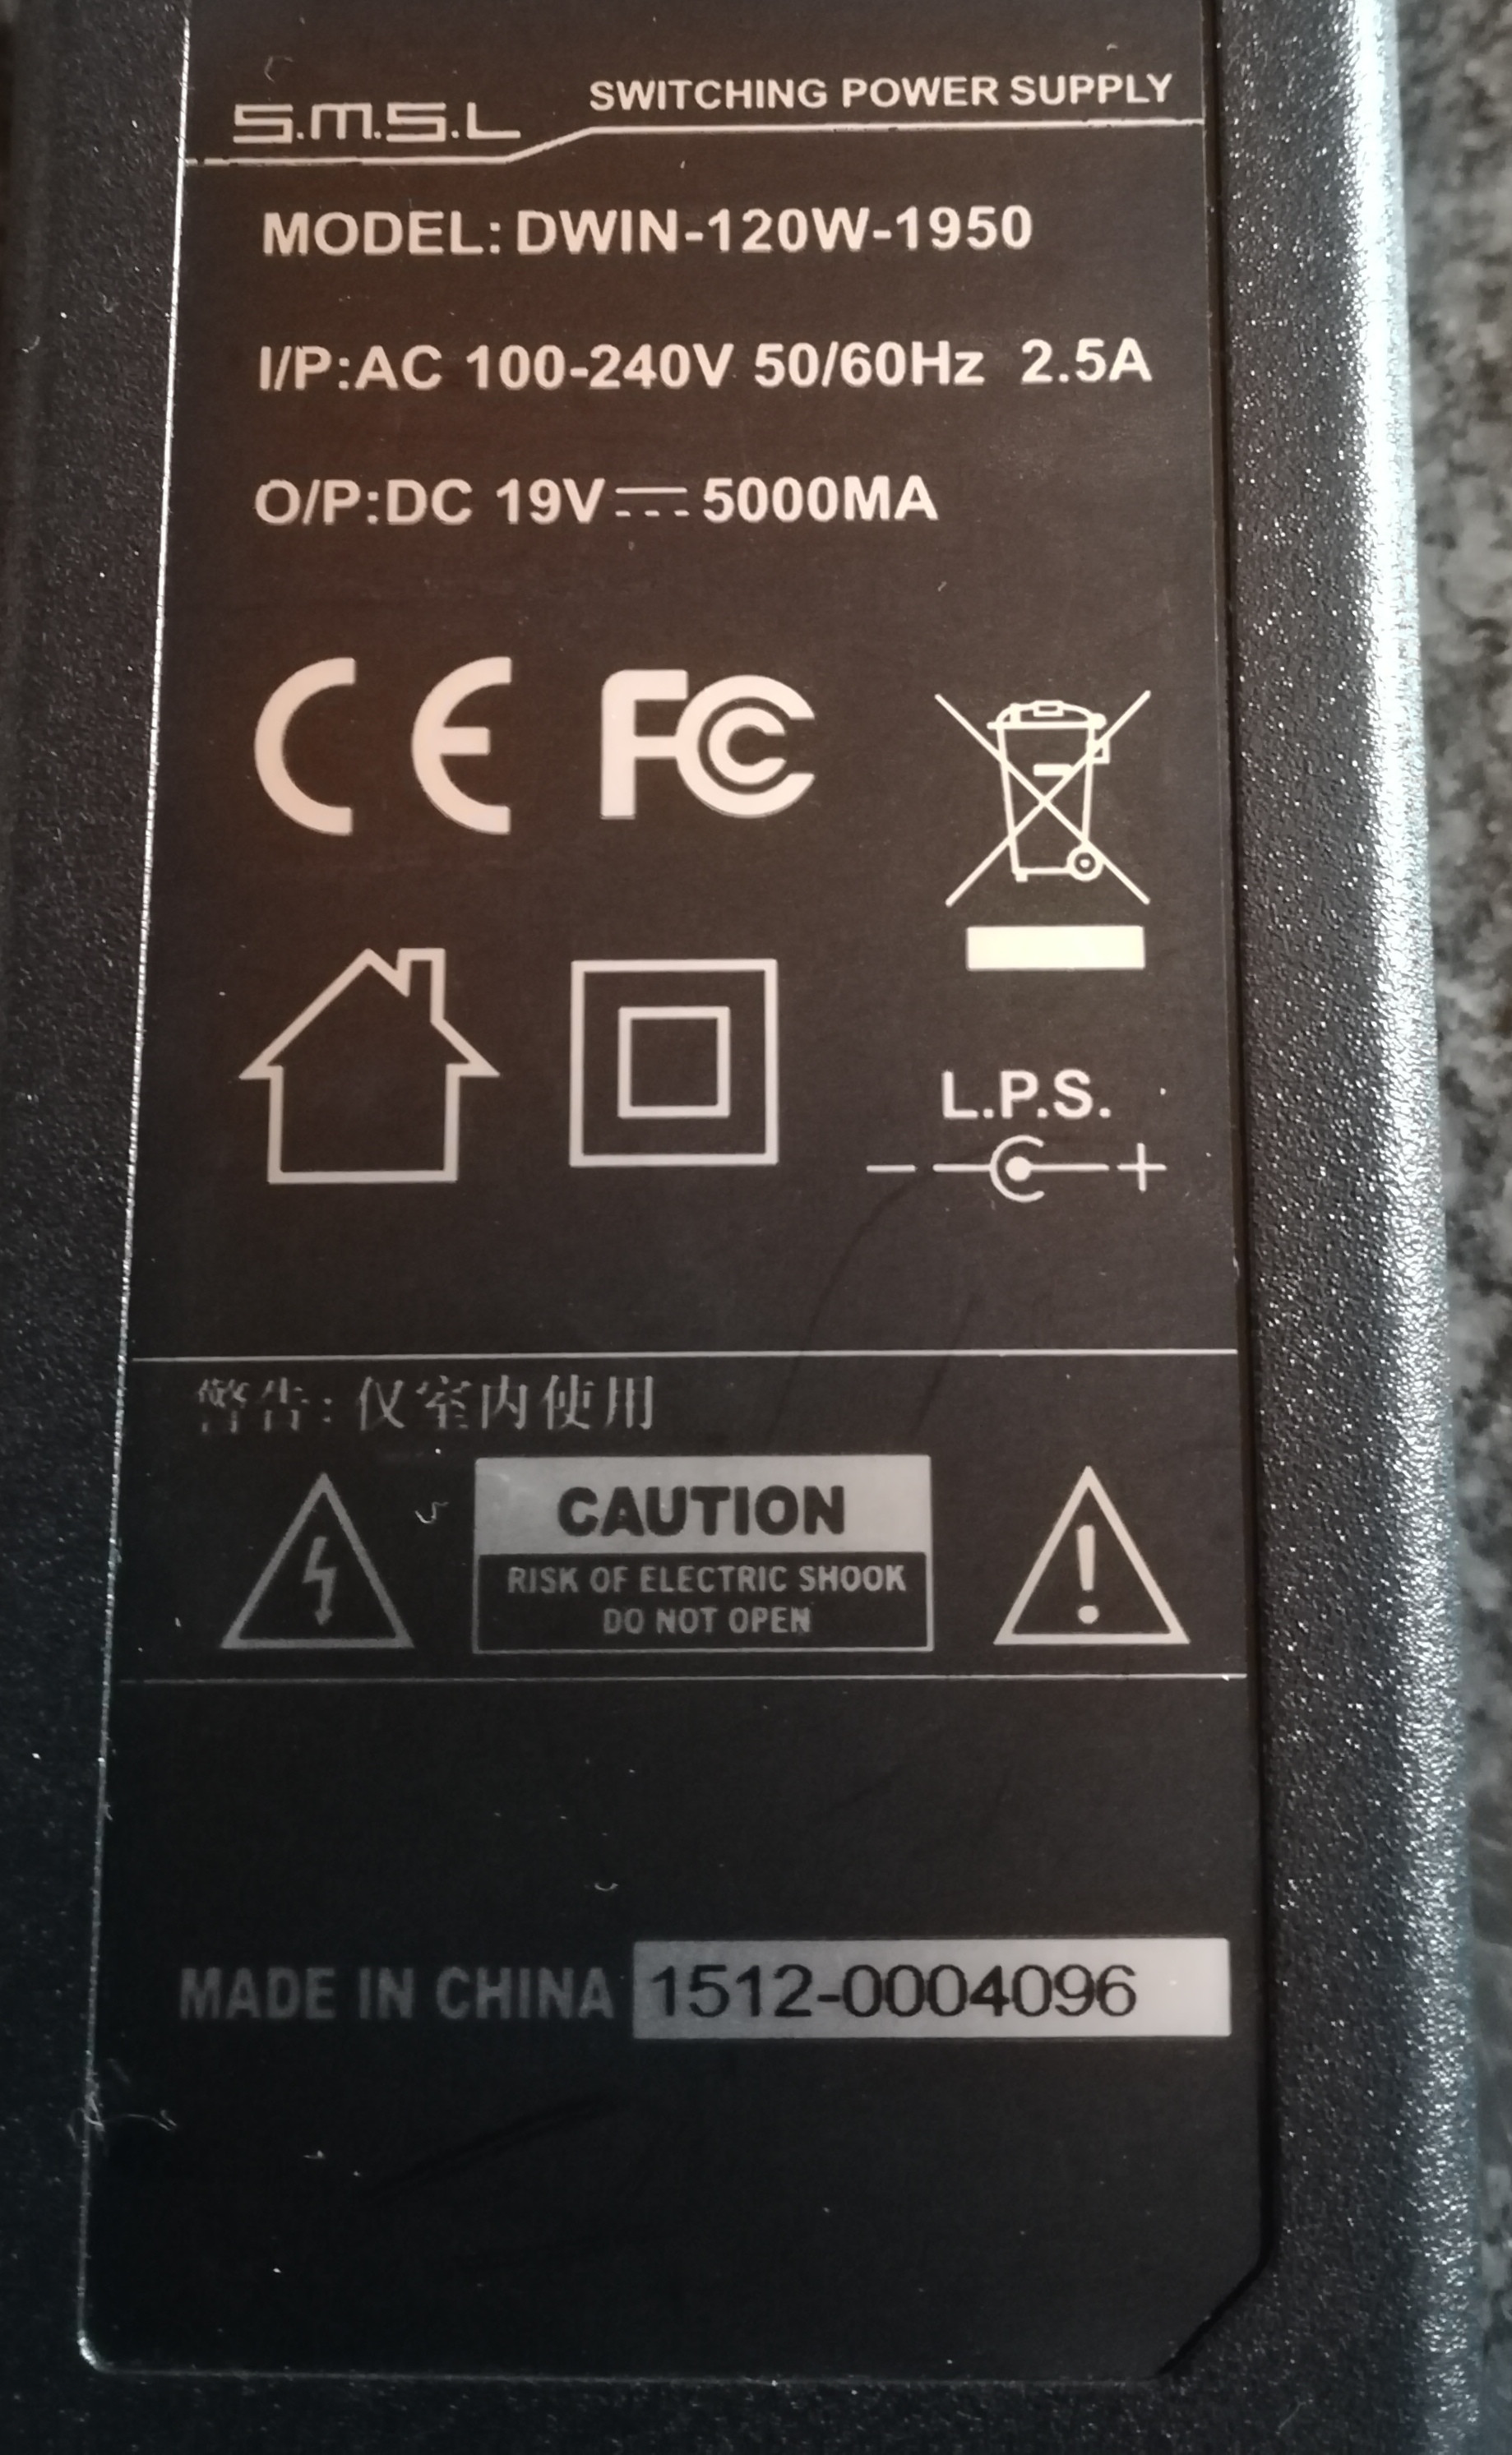 S.M.S.L
SWITCHING POWER SUPPLY
MODEL: DWIN-120W-1950
I/P:AC 100-240V 50/60Hz 2.5A
O/P:DC 19V⎓5000MA
CE FC
L.P.S.
- +
警告: 仅室内使用
CAUTION
RISK OF ELECTRIC SHOOK
DO NOT OPEN
!
MADE IN CHINA 1512-0004096